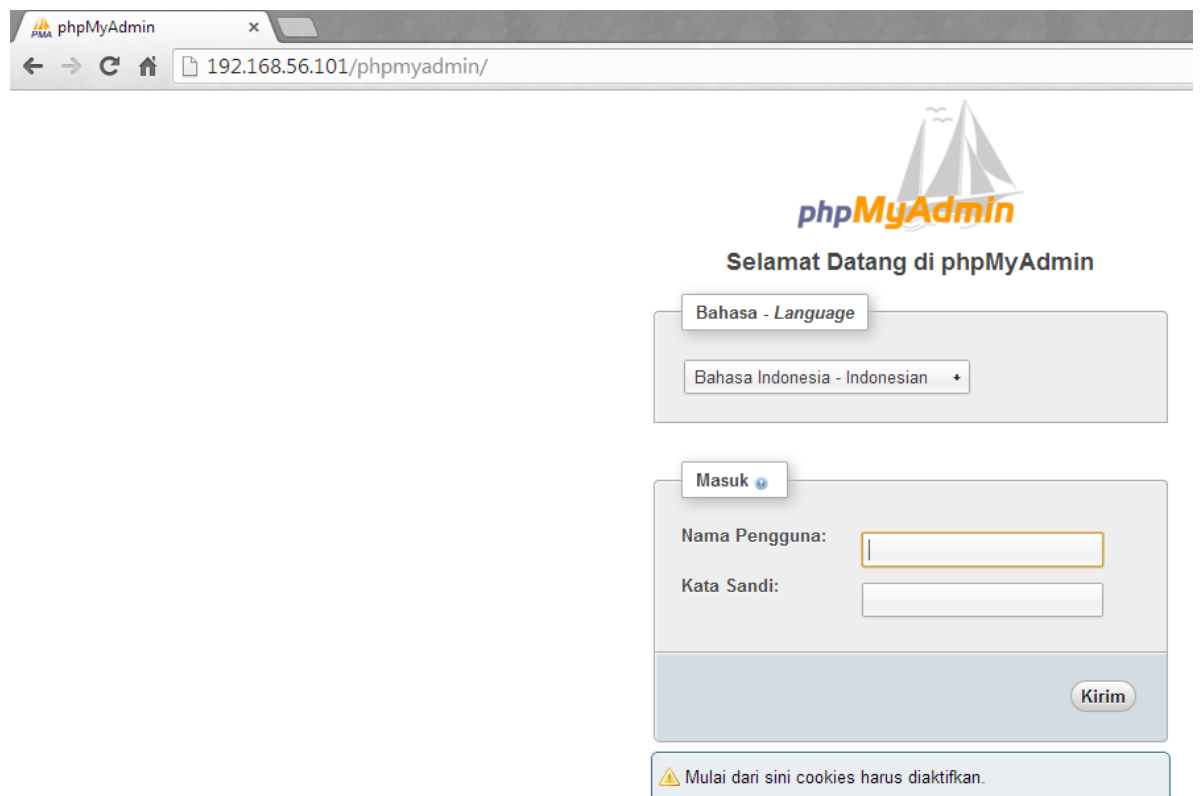 PMA phpMyAdmin
192.168.56.101/phpmyadmin/
phpMyAdmin
Selamat Datang di phpMyAdmin
Bahasa - Language
Bahasa Indonesia - Indonesian
Masuk
Nama Pengguna:
Kata Sandi:
Kirim
Mulai dari sini cookies harus diaktifkan.